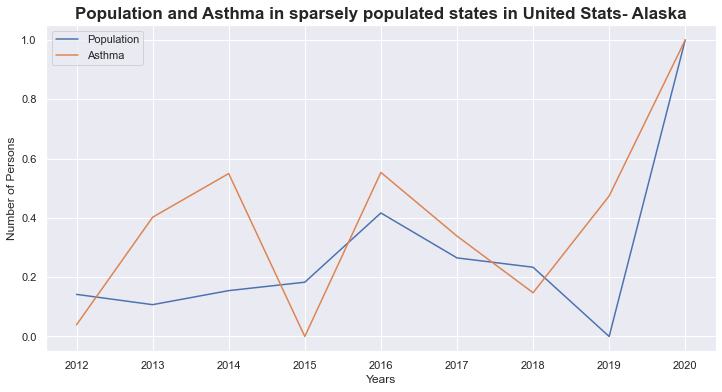 Population and Asthma in sparsely populated states in United Stats- Alaska
Population
Asthma
1.0
0.8
0.6
0.4
0.2
0.0
Number of Persons
2012 2013 2014 2015 2016 2017 2018 2019 2020
Years